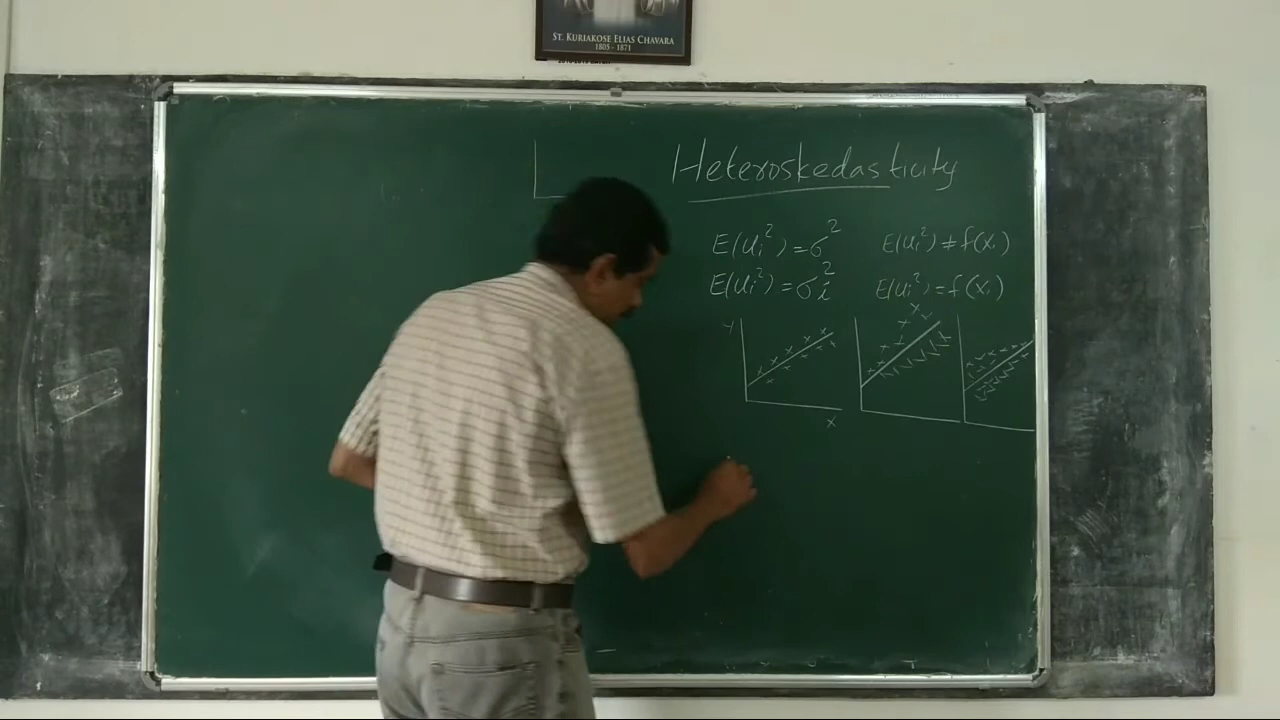 ST. KURIAKOSE ELIAS CHAVARA
1805 - 1871
Heteroskedasticity
E(Ui²) = σ² E(Ui²) ≠ f(Xi)
E(Ui²) = σi² E(Ui²) = f(Xi)
Y
X